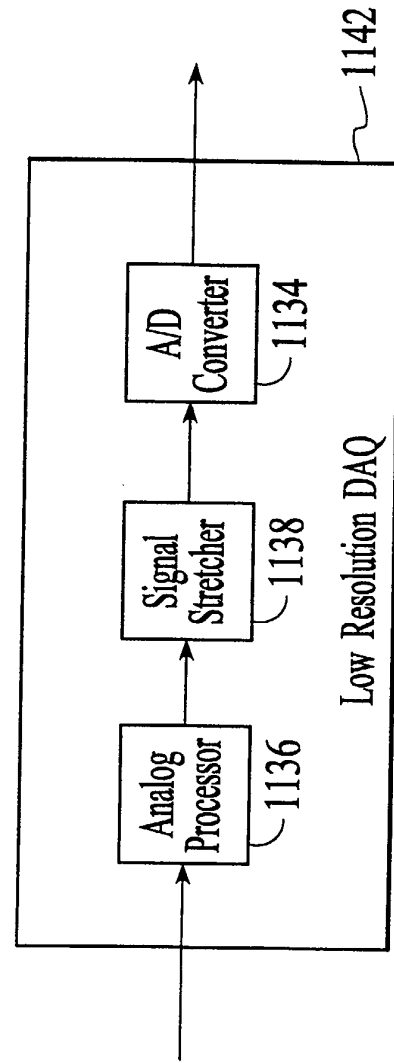 Analog
Processor
1136
Signal
Stretcher
1138
A/D
Converter
1134
Low Resolution DAQ
1142